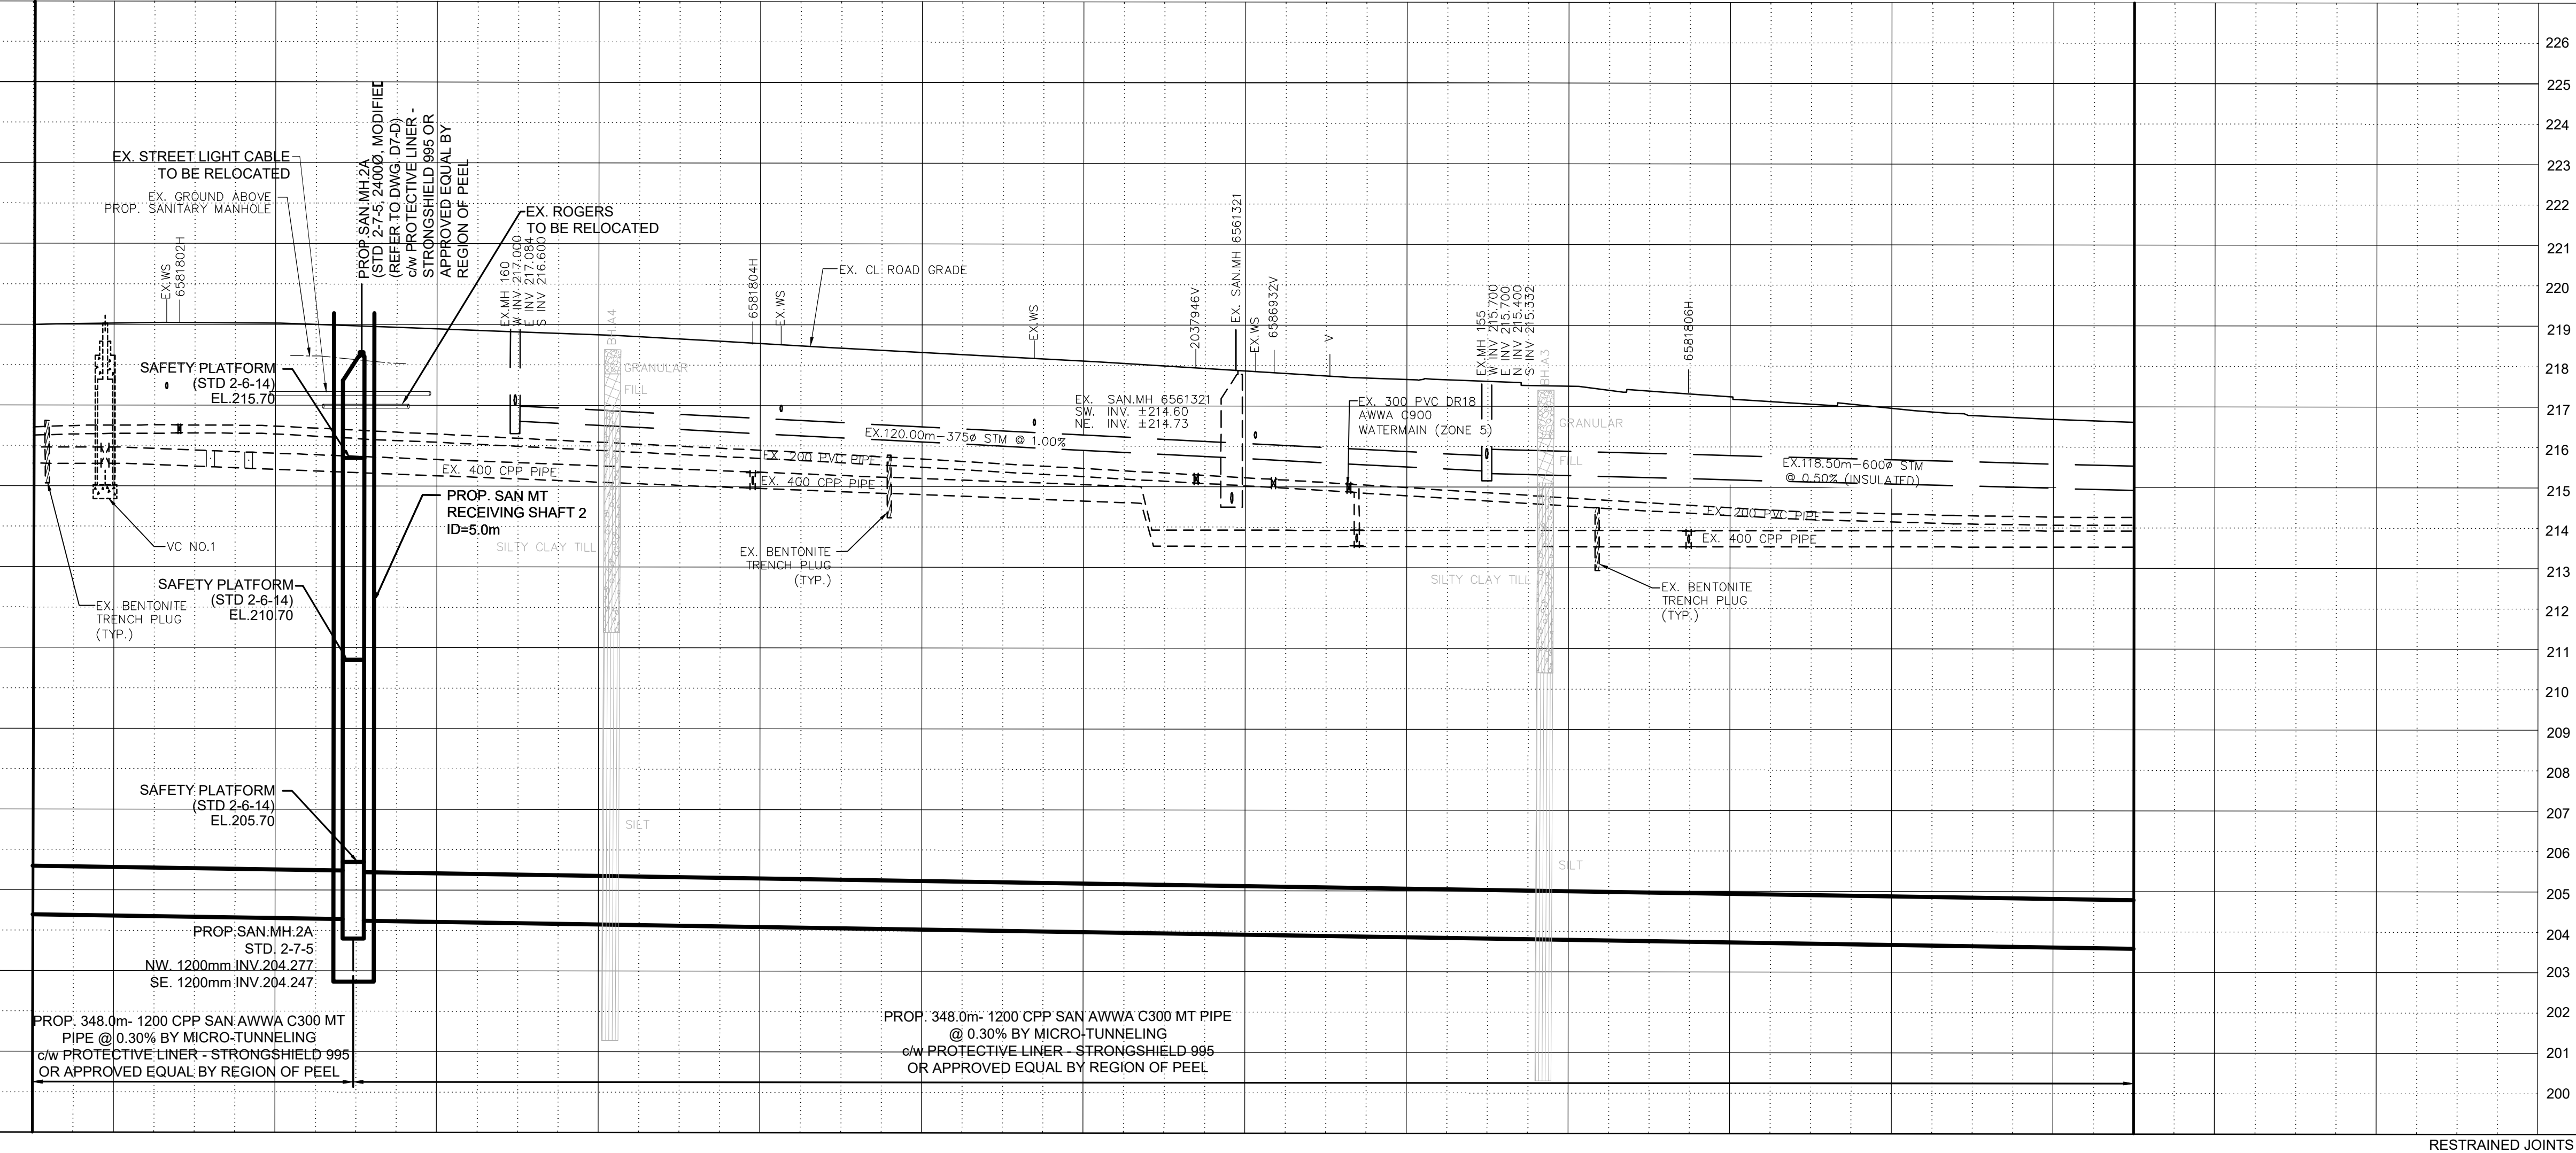 226
225
224
223
222
221
220
219
218
217
216
215
214
213
212
211
210
209
208
207
206
205
204
203
202
201
200
EX. STREET LIGHT CABLE
TO BE RELOCATED
EX. GROUND ABOVE
PROP. SANITARY MANHOLE
EX.WS
6581802H
PROP.SAN.MH.2A
(STD. 2-7-5, 2400Ø, MODIFIED
(REFER TO DWG. D7-D)
c/w PROTECTIVE LINER -
STRONGSHIELD 995 OR
APPROVED EQUAL BY
REGION OF PEEL
EX. ROGERS
TO BE RELOCATED
EX.MH 160
W INV 217.000
E INV 217.084
S INV 216.600
BH.A4
GRANULAR
FILL
6581804H
EX.WS
EX. CL ROAD GRADE
EX.WS
2037946V
EX. SAN.MH 6561321
EX.WS
6586932V
V
EX.MH 155
W INV 215.700
E INV 215.700
N INV 215.400
S INV 215.332
BH.A3
6581806H
SAFETY PLATFORM
(STD 2-6-14)
EL.215.70
EX. SAN.MH 6561321
SW. INV. ±214.60
NE. INV. ±214.73
EX. 300 PVC DR18
AWWA C900
WATERMAIN (ZONE 5)
GRANULAR
FILL
EX.120.00m-375ø STM @ 1.00%
EX. 200 PVC PIPE
EX. 400 CPP PIPE
EX. 400 CPP PIPE
EX.118.50m-600ø STM
@ 0.50% (INSULATED)
EX. 200 PVC PIPE
EX. 400 CPP PIPE
PROP. SAN MT
RECEIVING SHAFT 2
ID=5.0m
VC NO.1
SILTY CLAY TILL
EX. BENTONITE
TRENCH PLUG
(TYP.)
SILTY CLAY TILL
EX. BENTONITE
TRENCH PLUG
(TYP.)
SAFETY PLATFORM
(STD 2-6-14)
EL.210.70
EX. BENTONITE
TRENCH PLUG
(TYP.)
SAFETY PLATFORM
(STD 2-6-14)
EL.205.70
SILT
SILT
PROP.SAN.MH.2A
STD. 2-7-5
NW. 1200mm INV.204.277
SE. 1200mm INV.204.247
PROP. 348.0m- 1200 CPP SAN AWWA C300 MT
PIPE @ 0.30% BY MICRO-TUNNELING
c/w PROTECTIVE LINER - STRONGSHIELD 995
OR APPROVED EQUAL BY REGION OF PEEL
PROP. 348.0m- 1200 CPP SAN AWWA C300 MT PIPE
@ 0.30% BY MICRO-TUNNELING
c/w PROTECTIVE LINER - STRONGSHIELD 995
OR APPROVED EQUAL BY REGION OF PEEL
RESTRAINED JOINTS